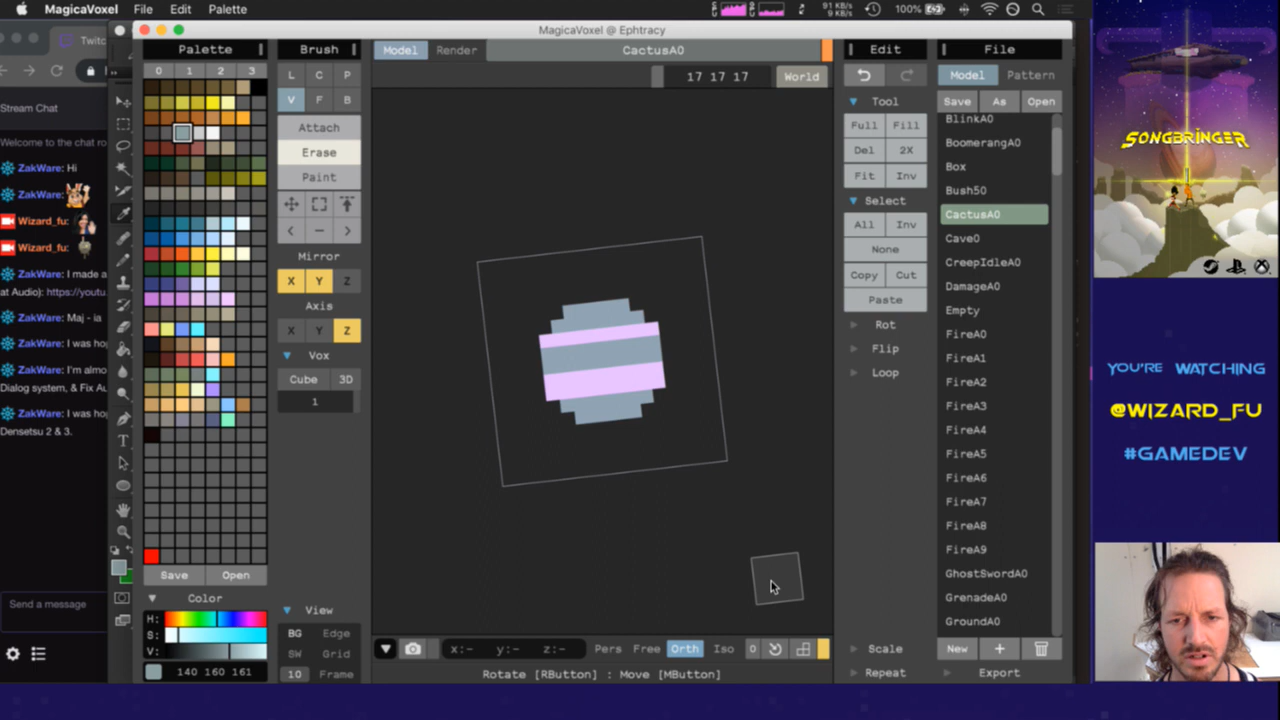 MagicaVoxel File Edit Palette
91 KB/s
9 KB/s
100%
MagicaVoxel @ Ephtracy
Twitc
Stream Chat
Welcome to the chat ro
ZakWare: Hi
ZakWare:
Wizard_fu:
Wizard_fu:
ZakWare: I made a
at Audio): https://youtu.
ZakWare: Maj - ia
ZakWare: I was hop
ZakWare: I'm almo
Dialog system, & Fix Au
ZakWare: I was hop
Densetsu 2 & 3.
Send a message
Palette
0 1 2 3
Save Open
Color
H:
S:
V:
140 160 161
Brush
L C P
V F B
Attach
Erase
Paint
Mirror
X Y Z
Axis
X Y Z
Vox
Cube 3D
1
View
BG Edge
SW Grid
10 Frame
Model Render CactusA0
17 17 17 World
x:- y:- z:- Pers Free Orth Iso 0
Rotate [RButton] : Move [MButton]
Edit
Tool
Full Fill
Del 2X
Fit Inv
Select
All Inv
None
Copy Cut
Paste
Rot
Flip
Loop
Scale
Repeat
File
Model Pattern
Save As Open
BlinkA0
BoomerangA0
Box
Bush50
CactusA0
Cave0
CreepIdleA0
DamageA0
Empty
FireA0
FireA1
FireA2
FireA3
FireA4
FireA5
FireA6
FireA7
FireA8
FireA9
GhostSwordA0
GrenadeA0
GroundA0
New +
Export
SONGBRINGER
YOU'RE WATCHING
@WIZARD_FU
#GAMEDEV